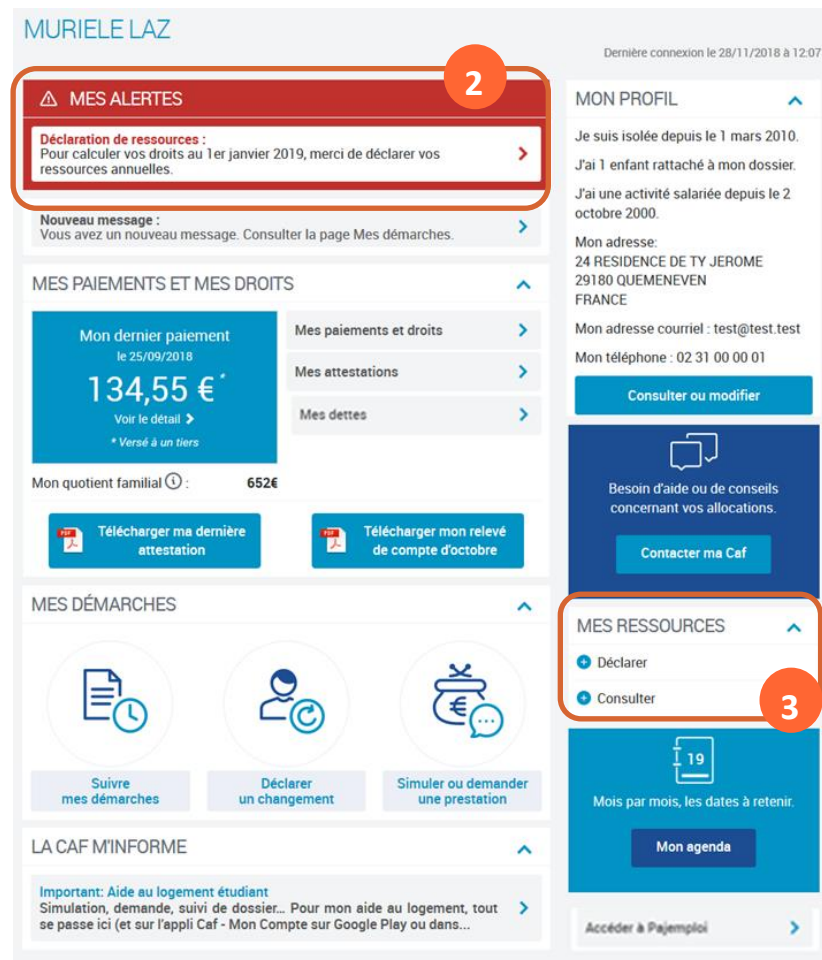 MURIELE LAZ
Dernière connexion le 28/11/2018 à 12:07
2
MES ALERTES
Déclaration de ressources :
Pour calculer vos droits au 1er janvier 2019, merci de déclarer vos
ressources annuelles.
Nouveau message :
Vous avez un nouveau message. Consulter la page Mes démarches.
MES PAIEMENTS ET MES DROITS
Mon dernier paiement
le 25/09/2018
134,55 € *
Voir le détail
* Versé à un tiers
Mes paiements et droits
Mes attestations
Mes dettes
Mon quotient familial i : 652€
PDF
Télécharger ma dernière
attestation
PDF
Télécharger mon relevé
de compte d'octobre
MES DÉMARCHES
€
Suivre
mes démarches
Déclarer
un changement
Simuler ou demander
une prestation
LA CAF M'INFORME
Important: Aide au logement étudiant
Simulation, demande, suivi de dossier... Pour mon aide au logement, tout
se passe ici (et sur l'appli Caf - Mon Compte sur Google Play ou dans...
MON PROFIL
Je suis isolée depuis le 1 mars 2010.
J'ai 1 enfant rattaché à mon dossier.
J'ai une activité salariée depuis le 2
octobre 2000.
Mon adresse:
24 RESIDENCE DE TY JEROME
29180 QUEMENEVEN
FRANCE
Mon adresse courriel : test@test.test
Mon téléphone : 02 31 00 00 01
Consulter ou modifier
Besoin d'aide ou de conseils
concernant vos allocations.
Contacter ma Caf
MES RESSOURCES
Déclarer
Consulter
3
19
Mois par mois, les dates à retenir.
Mon agenda
Accéder à Pajemploi